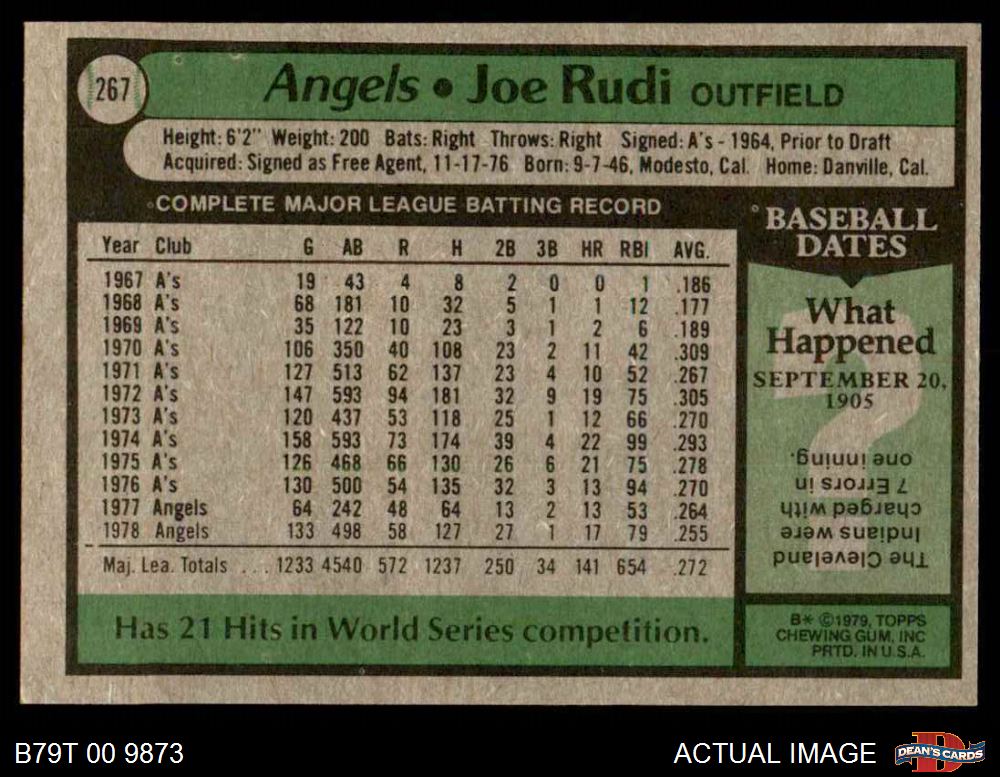 267
Angels • Joe Rudi OUTFIELD
Height: 6'2" Weight: 200 Bats: Right Throws: Right Signed: A's - 1964, Prior to Draft
Acquired: Signed as Free Agent, 11-17-76 Born: 9-7-46, Modesto, Cal. Home: Danville, Cal.
COMPLETE MAJOR LEAGUE BATTING RECORD
Year Club G AB R H 2B 3B HR RBI AVG.
1967 A's 19 43 4 8 2 0 0 1 .186
1968 A's 68 181 10 32 5 1 1 12 .177
1969 A's 35 122 10 23 3 1 2 6 .189
1970 A's 106 350 40 108 23 2 11 42 .309
1971 A's 127 513 62 137 23 4 10 52 .267
1972 A's 147 593 94 181 32 9 19 75 .305
1973 A's 120 437 53 118 25 1 12 66 .270
1974 A's 158 593 73 174 39 4 22 99 .293
1975 A's 126 468 66 130 26 6 21 75 .278
1976 A's 130 500 54 135 32 3 13 94 .270
1977 Angels 64 242 48 64 13 2 13 53 .264
1978 Angels 133 498 58 127 27 1 17 79 .255
Maj. Lea. Totals . . . 1233 4540 572 1237 250 34 141 654 .272
Has 21 Hits in World Series competition.
BASEBALL
DATES
What
Happened
SEPTEMBER 20,
1905
?
The Cleveland
Indians were
charged with
7 Errors in
one inning.
B* ©1979, TOPPS
CHEWING GUM, INC
PRTD. IN U.S.A.
B79T 00 9873
ACTUAL IMAGE
D
DEAN'S CARDS